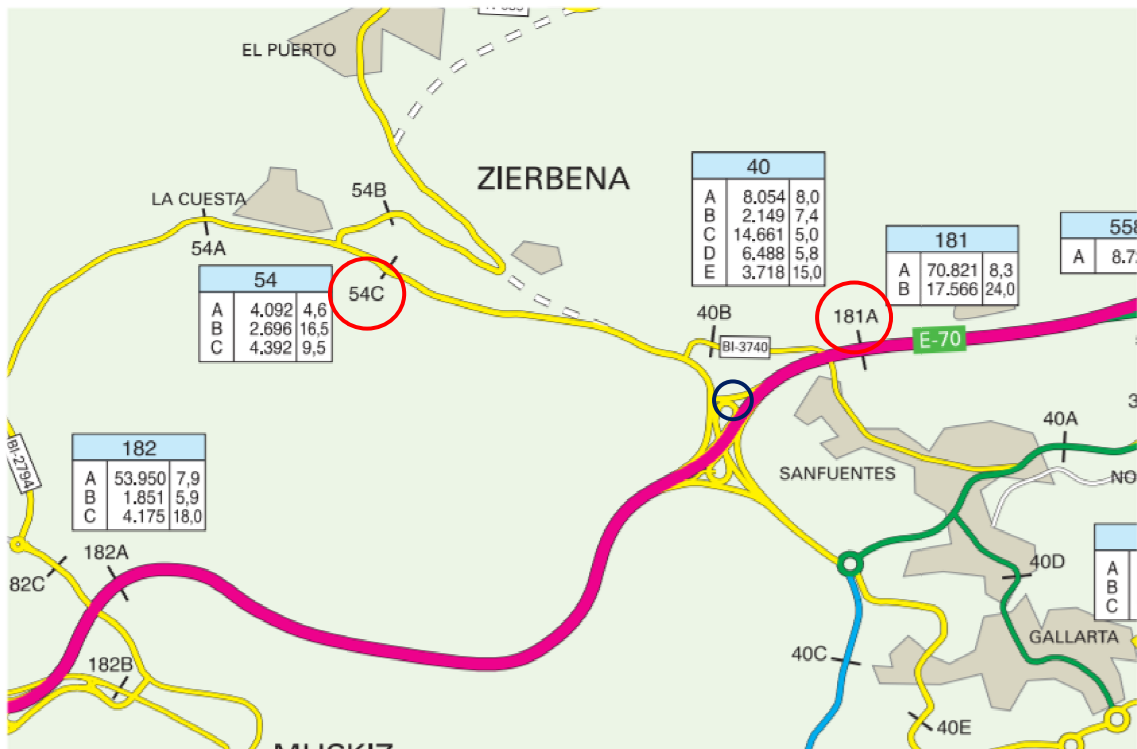 EL PUERTO
ZIERBENA
LA CUESTA
54B
54A
54
A 4.092 4,6
B 2.696 16,5
C 4.392 9,5
54C
40
A 8.054 8,0
B 2.149 7,4
C 14.661 5,0
D 6.488 5,8
E 3.718 15,0
181
A 70.821 8,3
B 17.566 24,0
558
A 8.7
40B
181A
BI-3740
E-70
40A
SANFUENTES
NO
BI-2794
182
A 53.950 7,9
B 1.851 5,9
C 4.175 18,0
182A
82C
40D
A
B
C
GALLARTA
182B
40C
40E
MUSKIZ